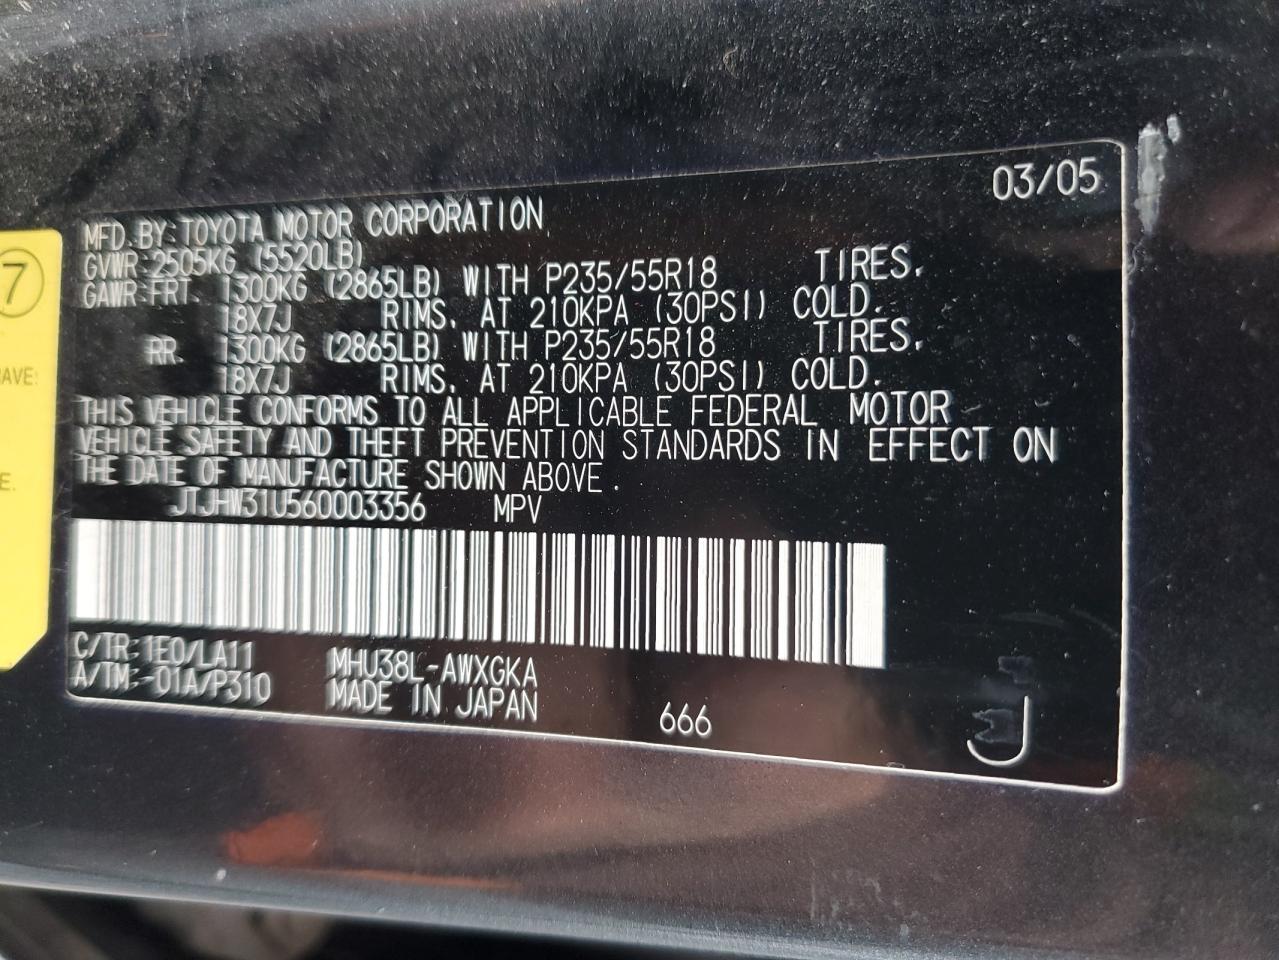 03/05
MFD. BY: TOYOTA MOTOR CORPORATION
GVWR: 2505KG (5520LB)
GAWR: FRT. 1300KG (2865LB) WITH P235/55R18 TIRES.
18X7J RIMS. AT 210KPA (30PSI) COLD.
RR. 1300KG (2865LB) WITH P235/55R18 TIRES.
18X7J RIMS. AT 210KPA (30PSI) COLD.
THIS VEHICLE CONFORMS TO ALL APPLICABLE FEDERAL MOTOR
VEHICLE SAFETY AND THEFT PREVENTION STANDARDS IN EFFECT ON
THE DATE OF MANUFACTURE SHOWN ABOVE.
JTJHW31U560003356 MPV
C/TR: 1E0/LA11 MHU38L-AWXGKA
A/TM: -01A/P310 MADE IN JAPAN
666
J
7